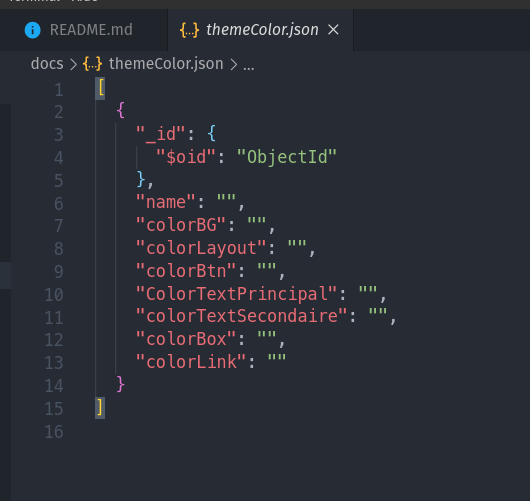 README.md
{..} themeColor.json ×
docs > {..} themeColor.json > ...
1 [
2 {
3 "_id": {
4 "$oid": "ObjectId"
5 },
6 "name": "",
7 "colorBG": "",
8 "colorLayout": "",
9 "colorBtn": "",
10 "ColorTextPrincipal": "",
11 "colorTextSecondaire": "",
12 "colorBox": "",
13 "colorLink": ""
14 }
15 ]
16